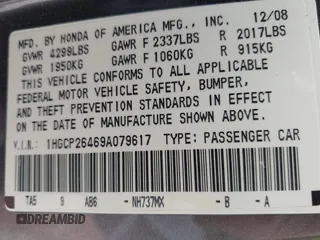 MFD. BY HONDA OF AMERICA MFG., INC. 12/08
GVWR 4299LBS GAWR F 2337LBS R 2017LBS
GVWR 1950KG GAWR F 1060KG R 915KG
THIS VEHICLE CONFORMS TO ALL APPLICABLE
FEDERAL MOTOR VEHICLE SAFETY, BUMPER,
AND THEFT PREVENTION STANDARDS IN EFFECT
ON THE DATE OF MANUFACTURE SHOWN ABOVE.
V.I.N.: 1HGCP26469A079617 TYPE: PASSENGER CAR
TA5 9 AB6 - NH737MX - B - A
DREAMBID